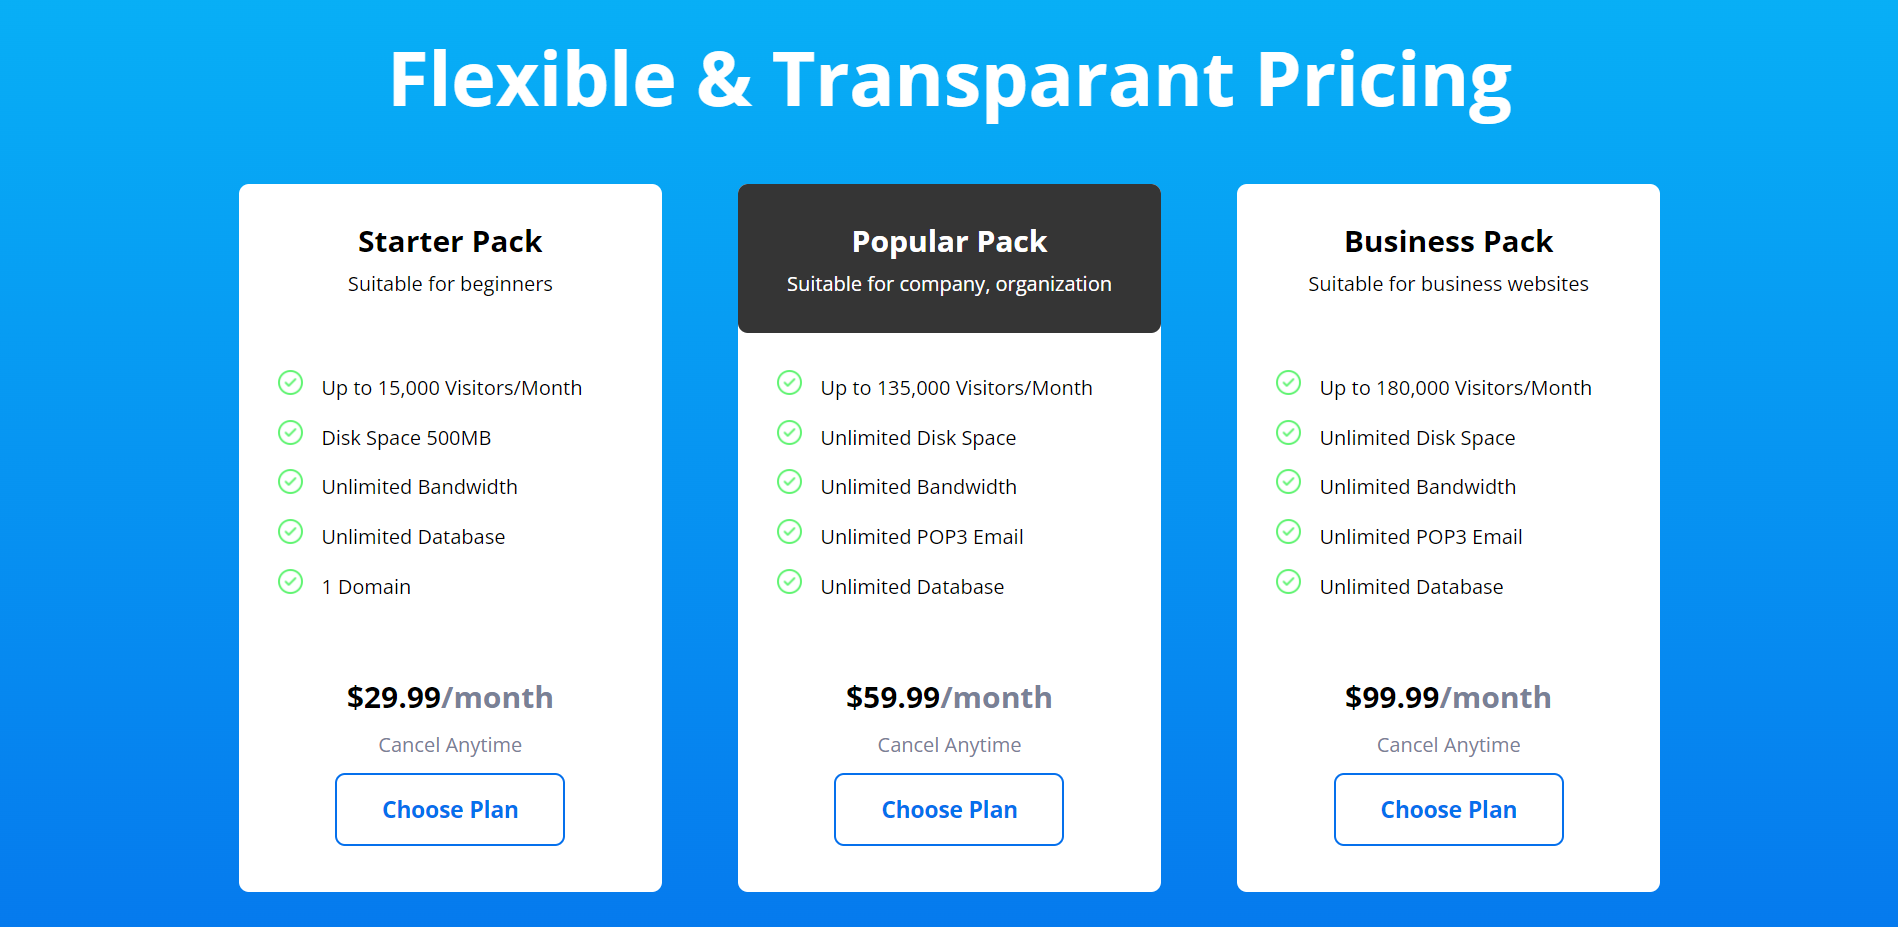 Flexible & Transparant Pricing
Starter Pack
Suitable for beginners
Up to 15,000 Visitors/Month
Disk Space 500MB
Unlimited Bandwidth
Unlimited Database
1 Domain
$29.99/month
Cancel Anytime
Choose Plan
Popular Pack
Suitable for company, organization
Up to 135,000 Visitors/Month
Unlimited Disk Space
Unlimited Bandwidth
Unlimited POP3 Email
Unlimited Database
$59.99/month
Cancel Anytime
Choose Plan
Business Pack
Suitable for business websites
Up to 180,000 Visitors/Month
Unlimited Disk Space
Unlimited Bandwidth
Unlimited POP3 Email
Unlimited Database
$99.99/month
Cancel Anytime
Choose Plan